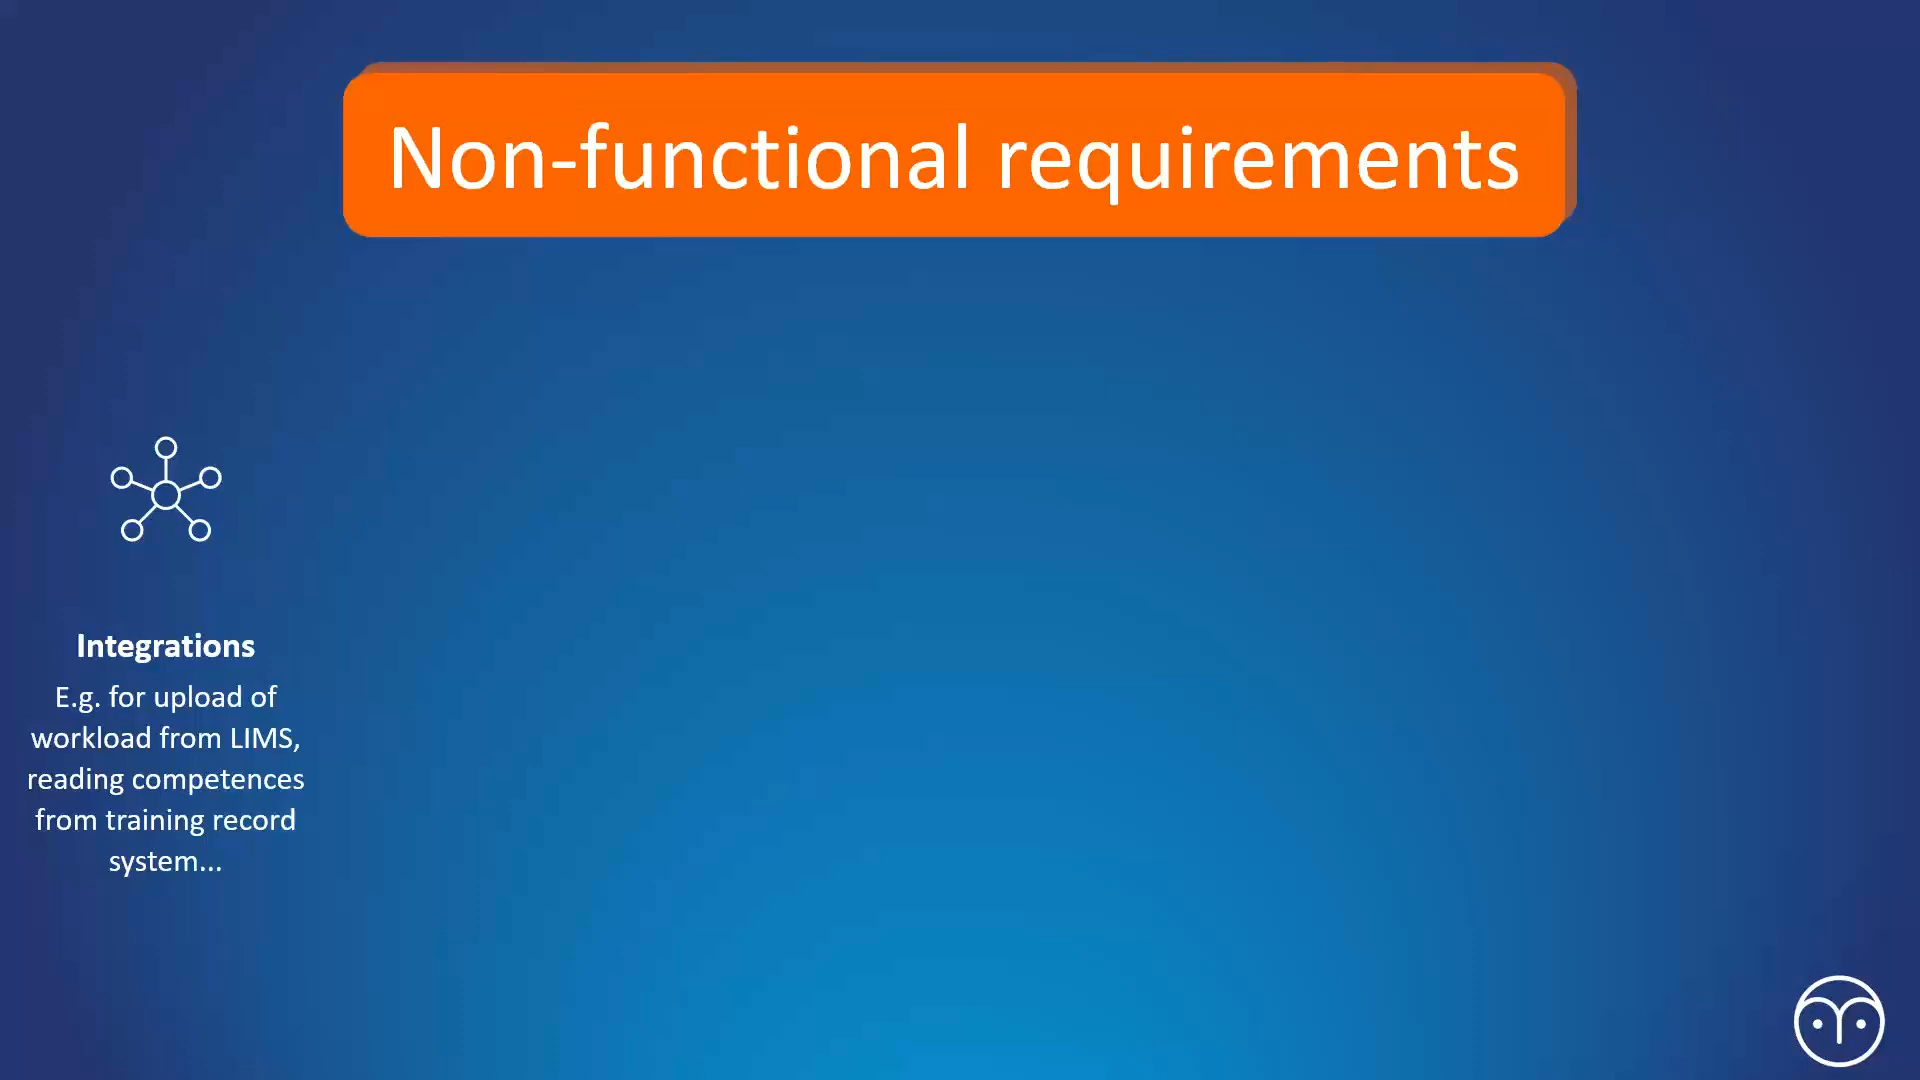 Non-functional requirements
Integrations
E.g. for upload of
workload from LIMS,
reading competences
from training record
system...